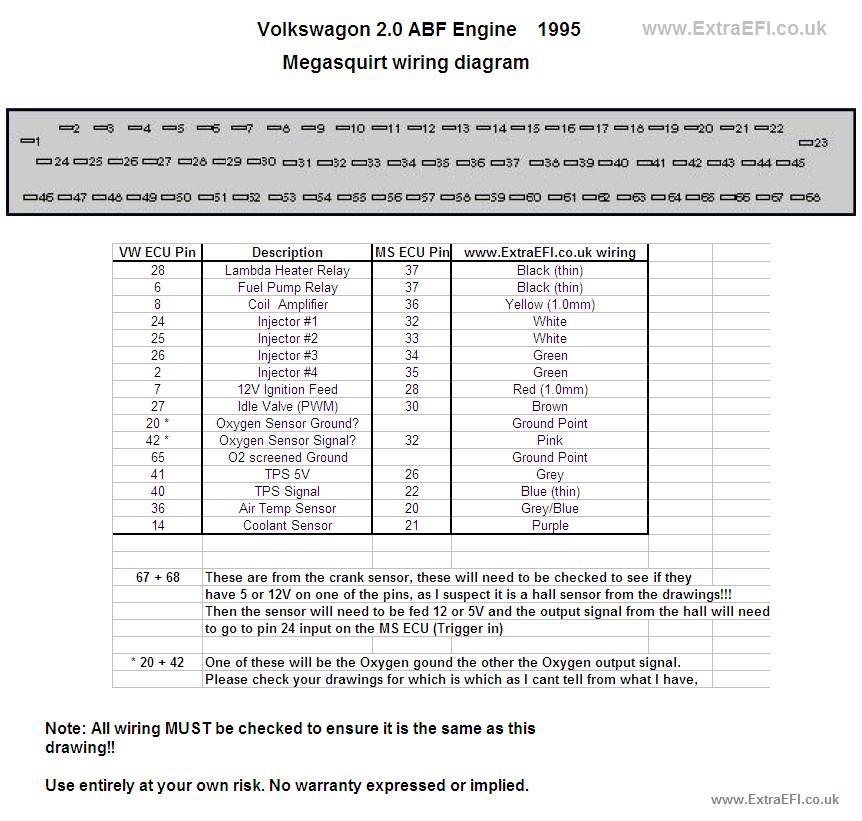 Volkswagon 2.0 ABF Engine 1995
www.ExtraEFI.co.uk
Megasquirt wiring diagram
2 3 4 5 6 7 8 9 10 11 12 13 14 15 16 17 18 19 20 21 22
1 23
24 25 26 27 28 29 30 31 32 33 34 35 36 37 38 39 40 41 42 43 44 45
46 47 48 49 50 51 52 53 54 55 56 57 58 59 60 61 62 63 64 65 66 67 68
VW ECU Pin Description MS ECU Pin www.ExtraEFI.co.uk wiring
28 Lambda Heater Relay 37 Black (thin)
6 Fuel Pump Relay 37 Black (thin)
8 Coil Amplifier 36 Yellow (1.0mm)
24 Injector #1 32 White
25 Injector #2 33 White
26 Injector #3 34 Green
2 Injector #4 35 Green
7 12V Ignition Feed 28 Red (1.0mm)
27 Idle Valve (PWM) 30 Brown
20 * Oxygen Sensor Ground? Ground Point
42 * Oxygen Sensor Signal? 32 Pink
65 O2 screened Ground Ground Point
41 TPS 5V 26 Grey
40 TPS Signal 22 Blue (thin)
36 Air Temp Sensor 20 Grey/Blue
14 Coolant Sensor 21 Purple
67 + 68 These are from the crank sensor, these will need to be checked to see if they
have 5 or 12V on one of the pins, as I suspect it is a hall sensor from the drawings!!!
Then the sensor will need to be fed 12 or 5V and the output signal from the hall will need
to go to pin 24 input on the MS ECU (Trigger in)
* 20 + 42 One of these will be the Oxygen gound the other the Oxygen output signal.
Please check your drawings for which is which as I cant tell from what I have,
Note: All wiring MUST be checked to ensure it is the same as this
drawing!!
Use entirely at your own risk. No warranty expressed or implied.
www.ExtraEFI.co.uk